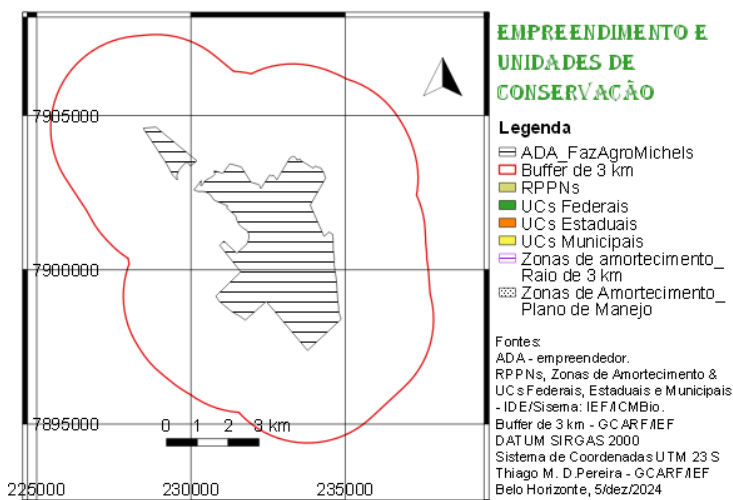 EMPREENDIMENTO E
UNIDADES DE
CONSERVAÇÃO
Legenda
ADA_FazAgroMichels
Buffer de 3 km
RPPNs
UCs Federais
UCs Estaduais
UCs Municipais
Zonas de amortecimento_
Raio de 3 km
Zonas de Amortecimento_
Plano de Manejo
Fontes:
ADA - empreendedor.
RPPNs, Zonas de Amortecimento &
UCs Federais, Estaduais e Municipais
- IDE/Sisema: IEF/ICMBio.
Buffer de 3 km - GCARF/IEF
DATUM SIRGAS 2000
Sistema de Coordenadas UTM 23 S
Thiago M. D.Pereira - GCARF/IEF
Belo Horizonte, 5/dez/2024
7905000
7900000
7895000
0 1 2 3 km
225000 230000 235000